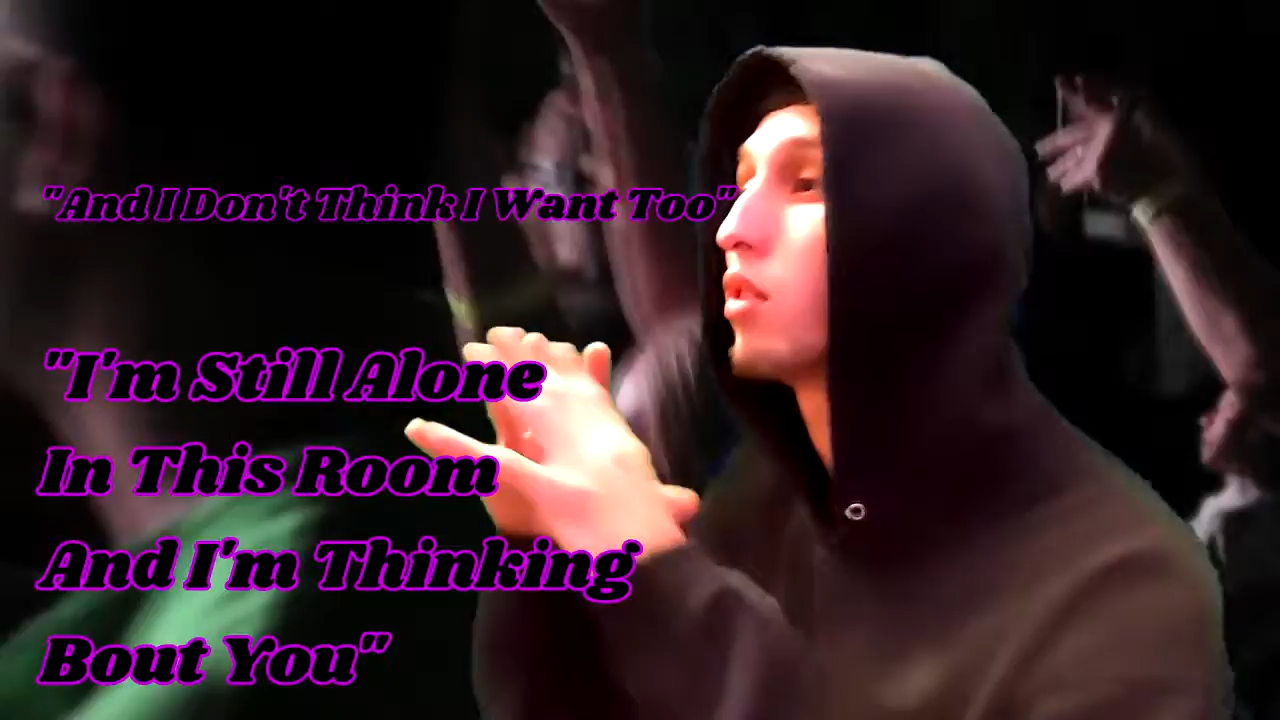 "And I Don't Think I Want Too"
"I'm Still Alone
In This Room
And I'm Thinking
Bout You"